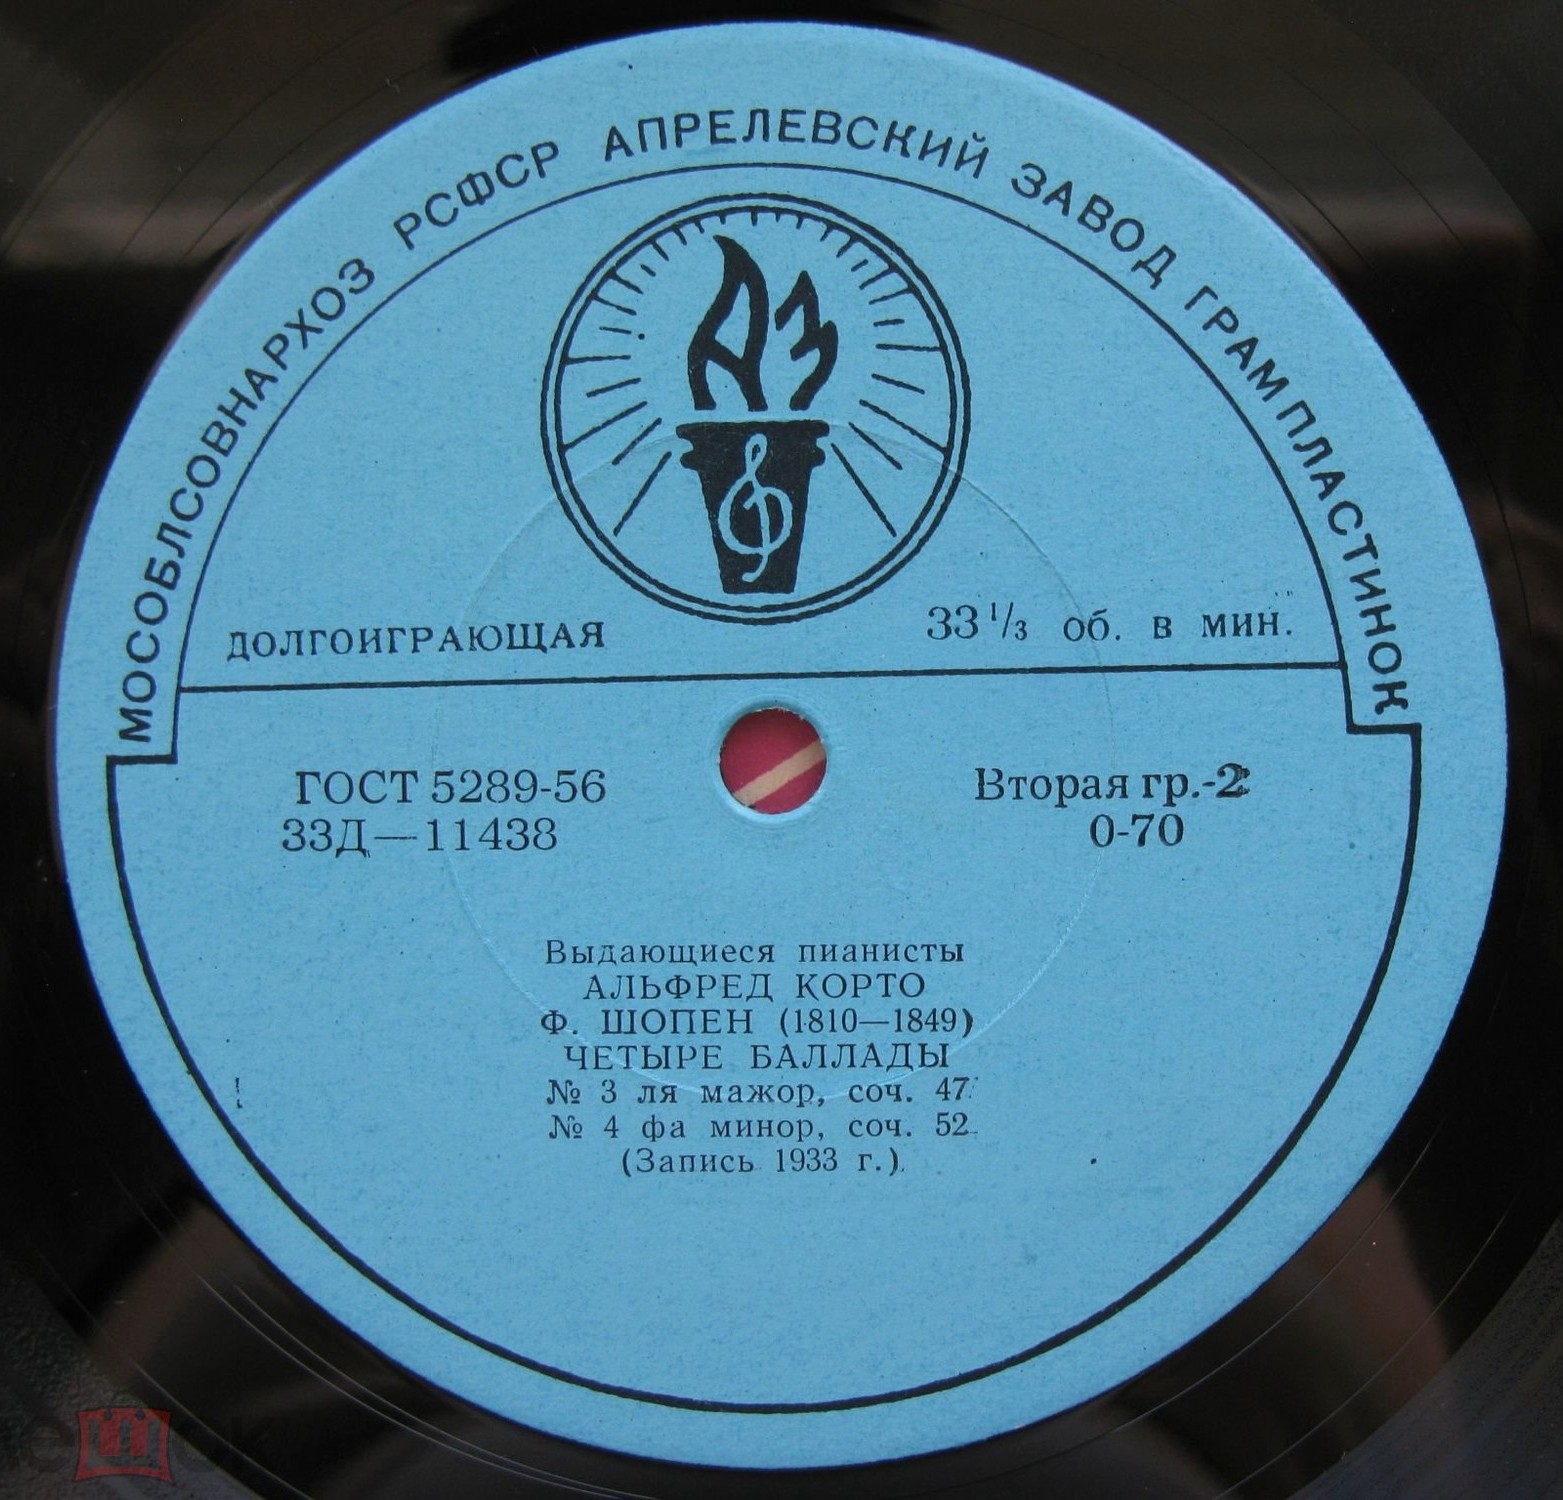 МОСОБЛСОВНАРХОЗ РСФСР АПРЕЛЕВСКИЙ ЗАВОД ГРАМПЛАСТИНОК
АЗ
ДОЛГОИГРАЮЩАЯ 33 1/3 об. в мин.
ГОСТ 5289-56 Вторая гр.-2
33Д—11438 0-70
Выдающиеся пианисты
АЛЬФРЕД КОРТО
Ф. ШОПЕН (1810—1849)
ЧЕТЫРЕ БАЛЛАДЫ
№ 3 ля мажор, соч. 47
№ 4 фа минор, соч. 52
(Запись 1933 г.).